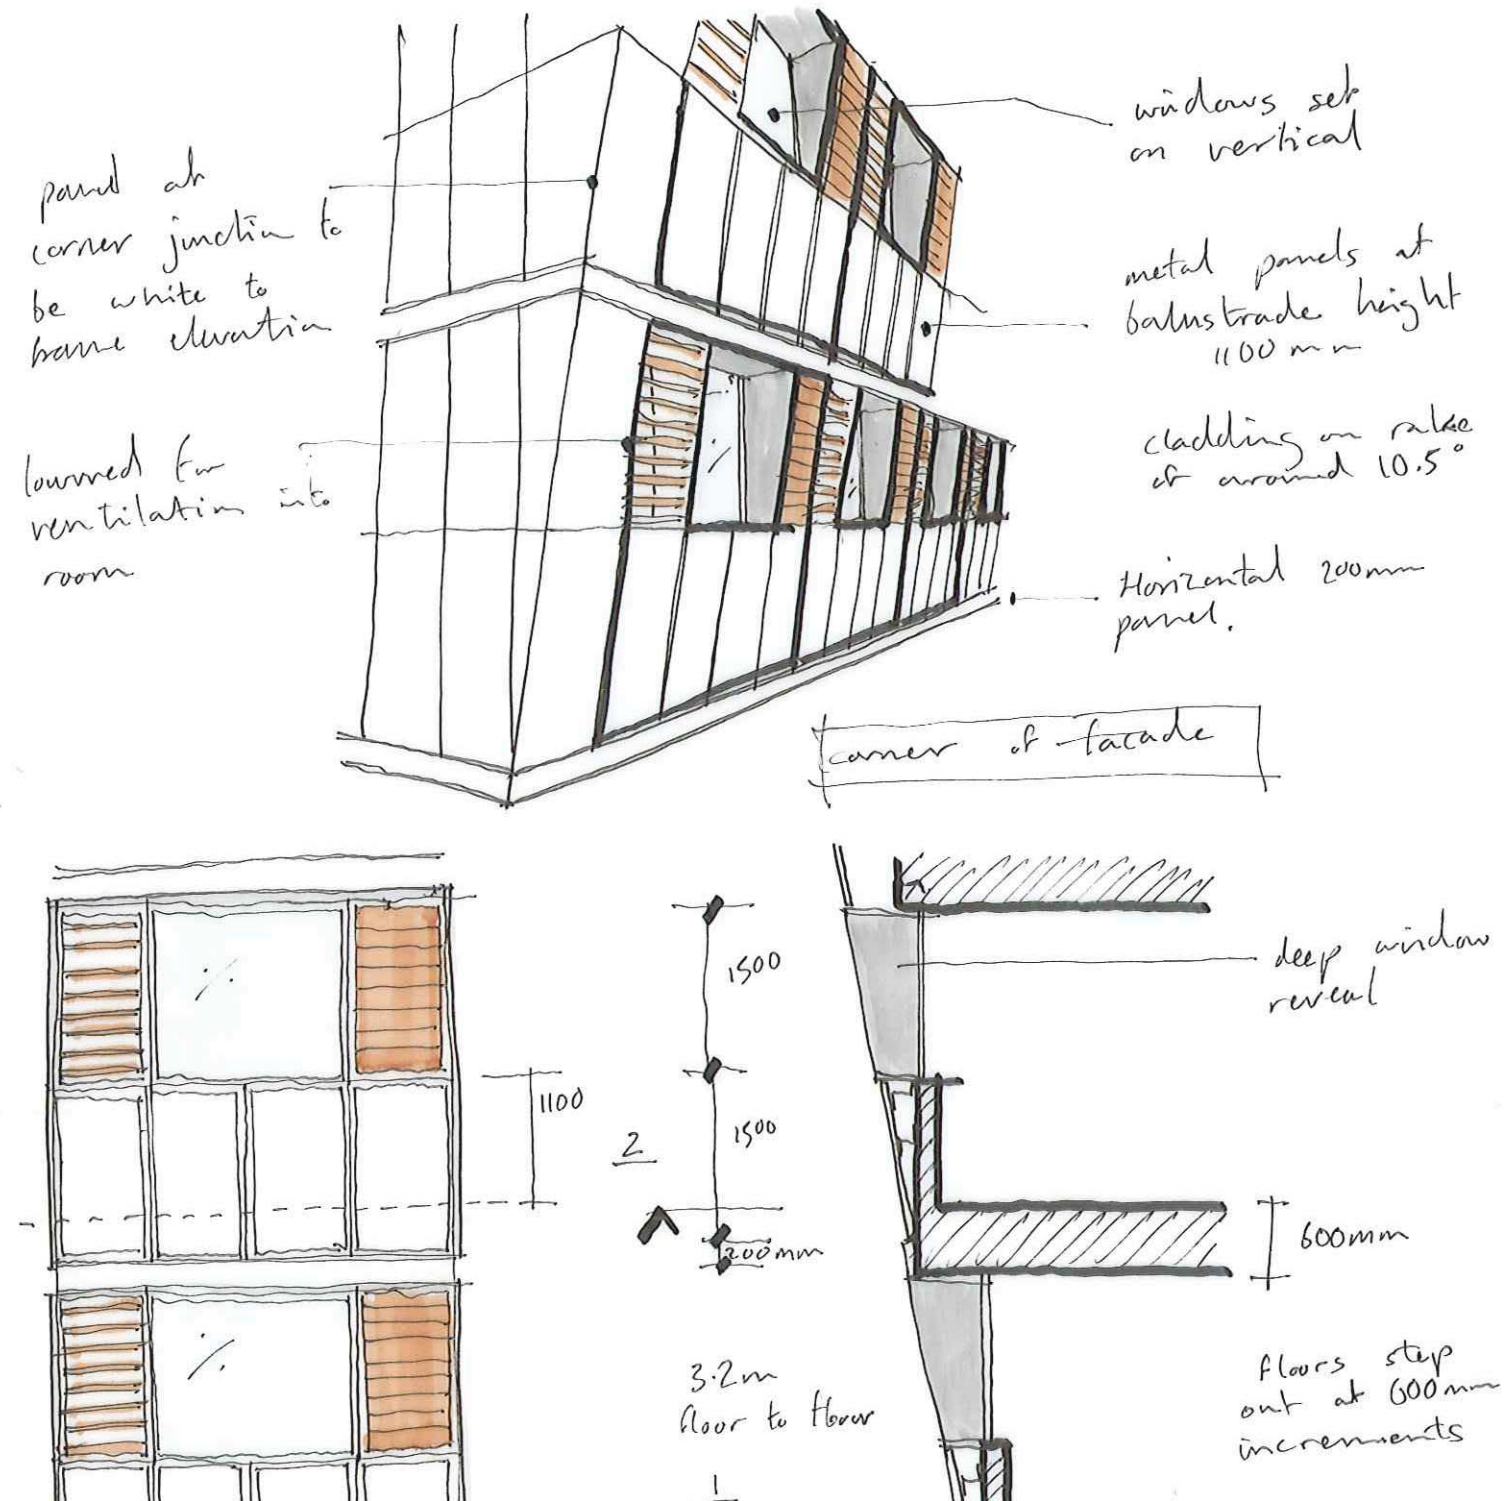 panel at
corner junction to
be white to
frame elevation
louvred for
ventilation into
room
windows set
on vertical
metal panels at
balustrade height
1100mm
cladding on rake
of around 10.5°
Horizontal 200mm
panel.
corner of facade
1100
1500
1500
2
200mm
3.2m
floor to floor
1
deep window
reveal
600mm
floors step
out at 600mm
increments